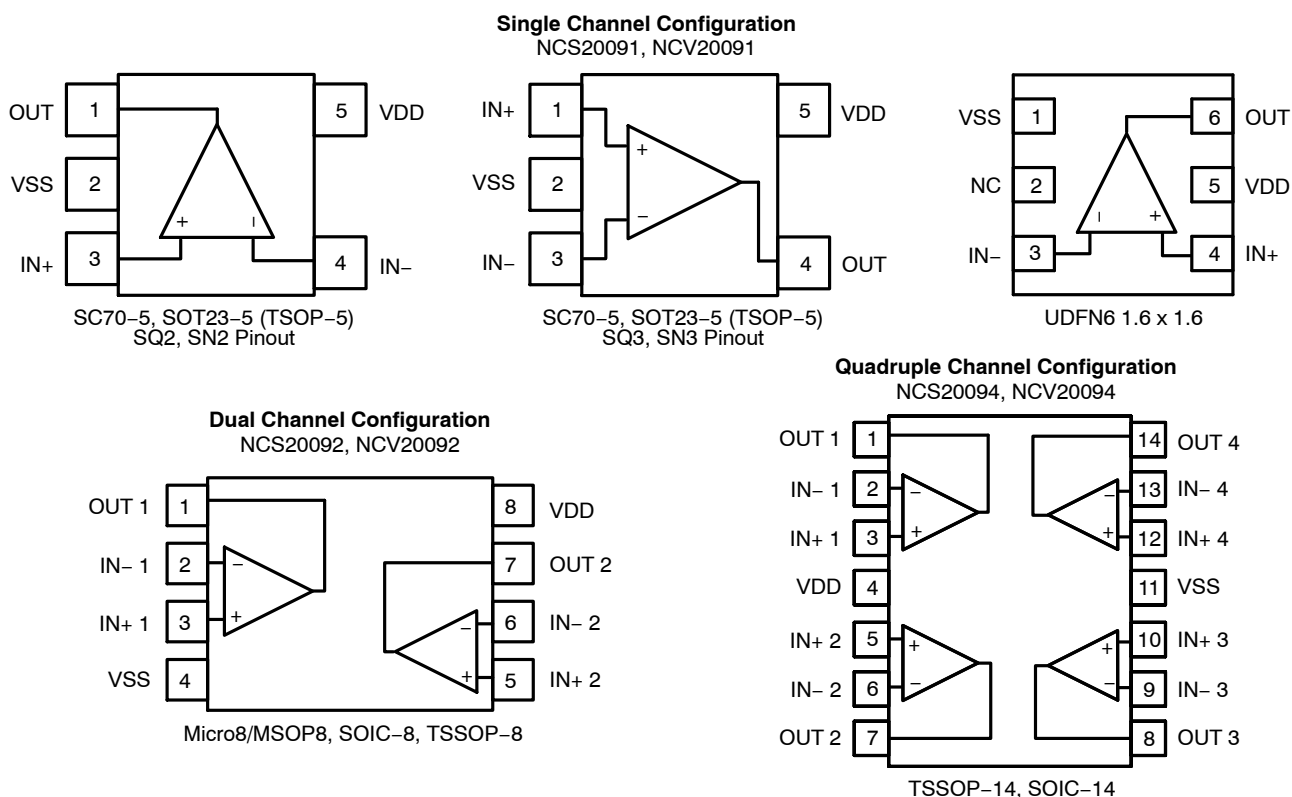 Single Channel Configuration
NCS20091, NCV20091
OUT 1 5 VDD
VSS 2
IN+ 3 4 IN−
+ −
SC70−5, SOT23−5 (TSOP−5)
SQ2, SN2 Pinout
IN+ 1 5 VDD
VSS 2
IN− 3 4 OUT
+
−
SC70−5, SOT23−5 (TSOP−5)
SQ3, SN3 Pinout
VSS 1 6 OUT
NC 2 5 VDD
IN− 3 4 IN+
− +
UDFN6 1.6 x 1.6
Dual Channel Configuration
NCS20092, NCV20092
OUT 1 1 8 VDD
IN− 1 2 − 7 OUT 2
IN+ 1 3 + − 6 IN− 2
VSS 4 + 5 IN+ 2
Micro8/MSOP8, SOIC−8, TSSOP−8
Quadruple Channel Configuration
NCS20094, NCV20094
OUT 1 1 14 OUT 4
IN− 1 2 − − 13 IN− 4
IN+ 1 3 + + 12 IN+ 4
VDD 4 11 VSS
IN+ 2 5 + + 10 IN+ 3
IN− 2 6 − − 9 IN− 3
OUT 2 7 8 OUT 3
TSSOP−14, SOIC−14